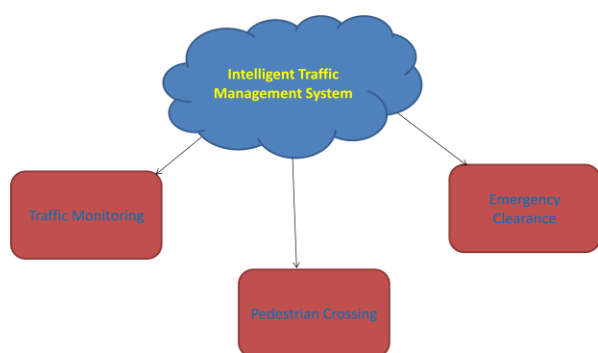 Intelligent Traffic
Management System
Traffic Monitoring
Emergency
Clearance
Pedestrian Crossing